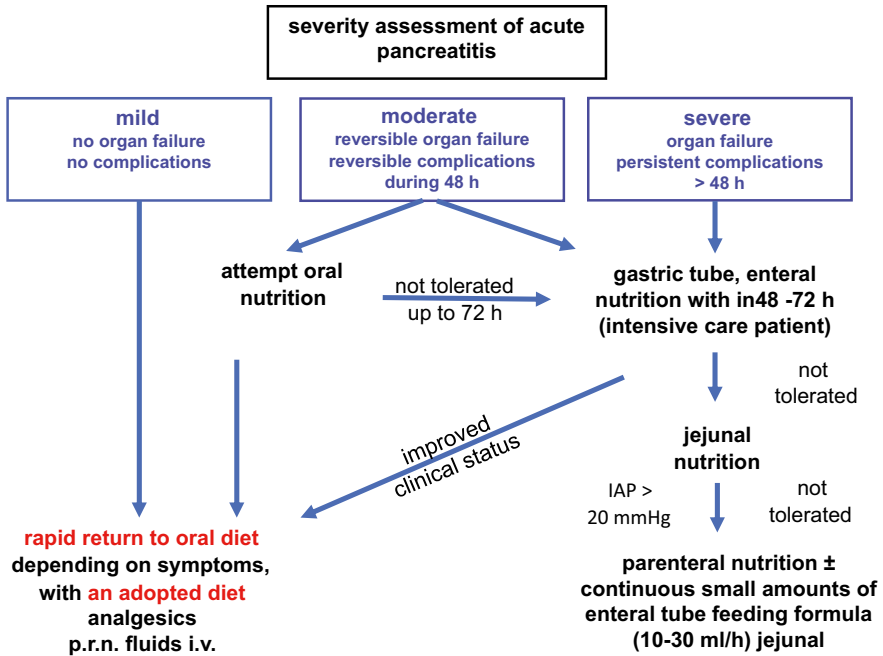 severity assessment of acute
pancreatitis
mild
no organ failure
no complications
moderate
reversible organ failure
reversible complications
during 48 h
severe
organ failure
persistent complications
> 48 h
attempt oral
nutrition
not tolerated
up to 72 h
gastric tube, enteral
nutrition with in48 -72 h
(intensive care patient)
not
tolerated
improved
clinical status
jejunal
nutrition
IAP >
20 mmHg
not
tolerated
rapid return to oral diet
depending on symptoms,
with an adopted diet
analgesics
p.r.n. fluids i.v.
parenteral nutrition ±
continuous small amounts of
enteral tube feeding formula
(10-30 ml/h) jejunal